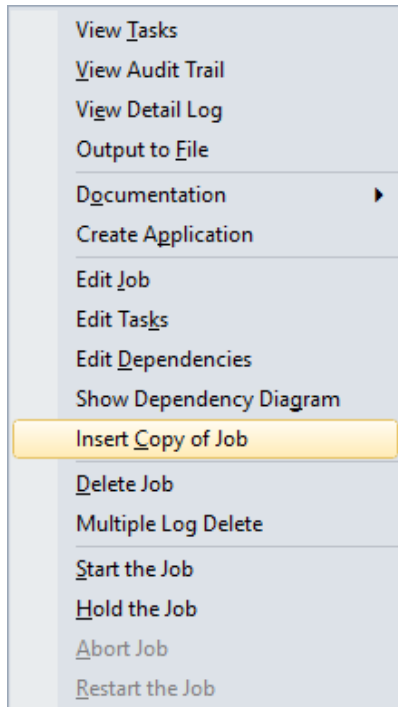 View Tasks
View Audit Trail
View Detail Log
Output to File
Documentation
Create Application
Edit Job
Edit Tasks
Edit Dependencies
Show Dependency Diagram
Insert Copy of Job
Delete Job
Multiple Log Delete
Start the Job
Hold the Job
Abort Job
Restart the Job